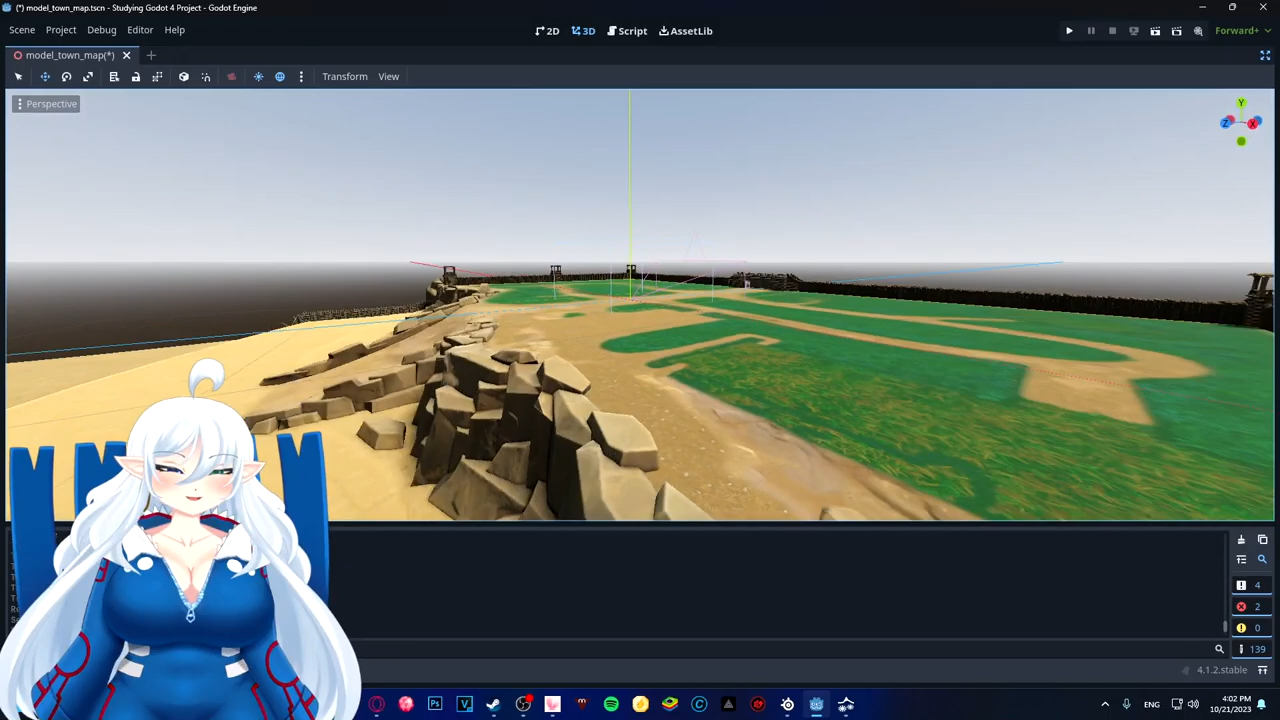 (*) model_town_map.tscn - Studying Godot 4 Project - Godot Engine
Scene Project Debug Editor Help
2D 3D Script AssetLib
Forward+
model_town_map(*)
Transform View
Perspective
Y
Z X
4
2
0
139
4.1.2.stable
Ps V ENG
4:02 PM
10/21/2023